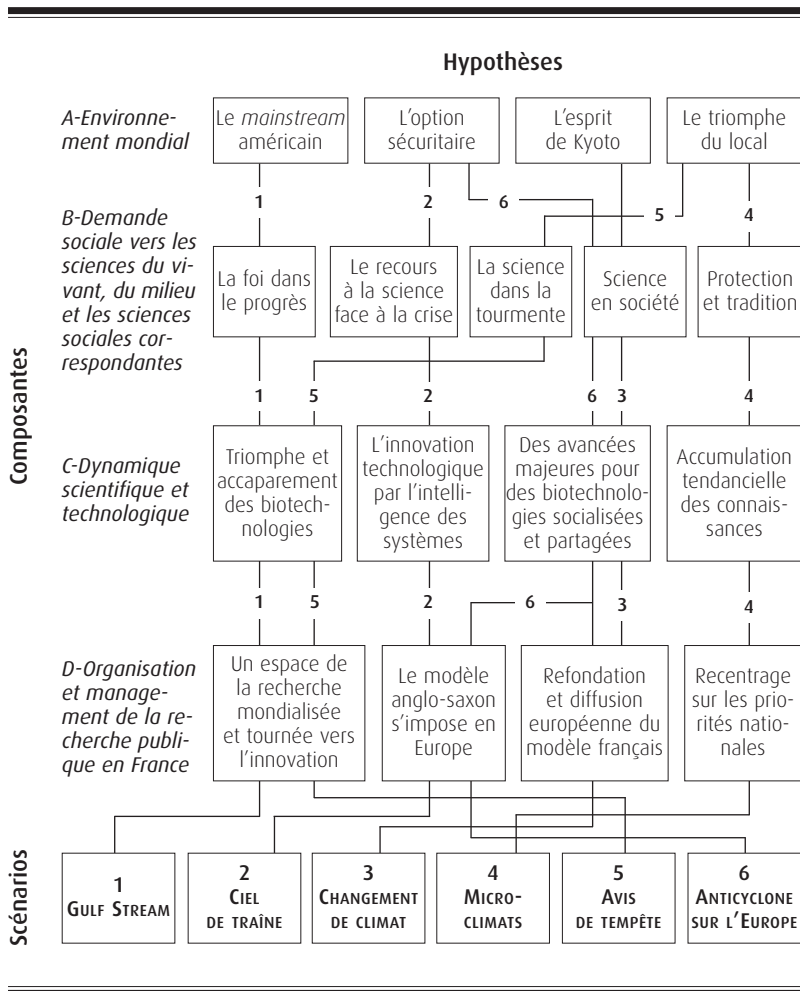 Hypothèses
A-Environne-
ment mondial
Le mainstream
américain
L'option
sécuritaire
L'esprit
de Kyoto
Le triomphe
du local
1
2
6
5
4
B-Demande
sociale vers les
sciences du vi-
vant, du milieu
et les sciences
sociales cor-
respondantes
La foi dans
le progrès
Le recours
à la science
face à la crise
La science
dans la
tourmente
Science
en société
Protection
et tradition
1
5
2
6
3
4
Composantes
C-Dynamique
scientifique et
technologique
Triomphe et
accaparement
des biotech-
nologies
L'innovation
technologique
par l'intelli-
gence des
systèmes
Des avancées
majeures pour
des biotechnolo-
gies socialisées
et partagées
Accumulation
tendancielle
des connais-
sances
1
5
2
6
3
4
D-Organisation
et manage-
ment de la re-
cherche publi-
que en France
Un espace de
la recherche
mondialisée
et tournée vers
l'innovation
Le modèle
anglo-saxon
s'impose en
Europe
Refondation
et diffusion
européenne du
modèle français
Recentrage
sur les prio-
rités natio-
nales
Scénarios
1
GULF STREAM
2
CIEL
DE TRAÎNE
3
CHANGEMENT
DE CLIMAT
4
MICRO-
CLIMATS
5
AVIS
DE TEMPÊTE
6
ANTICYCLONE
SUR L'EUROPE